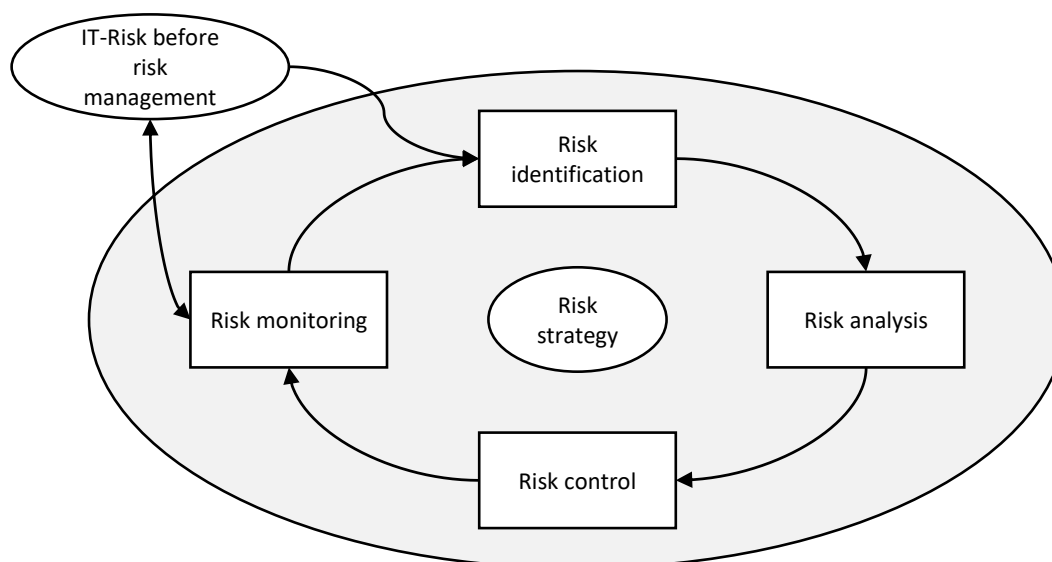 IT-Risk before
risk
management
Risk
identification
Risk monitoring
Risk
strategy
Risk analysis
Risk control